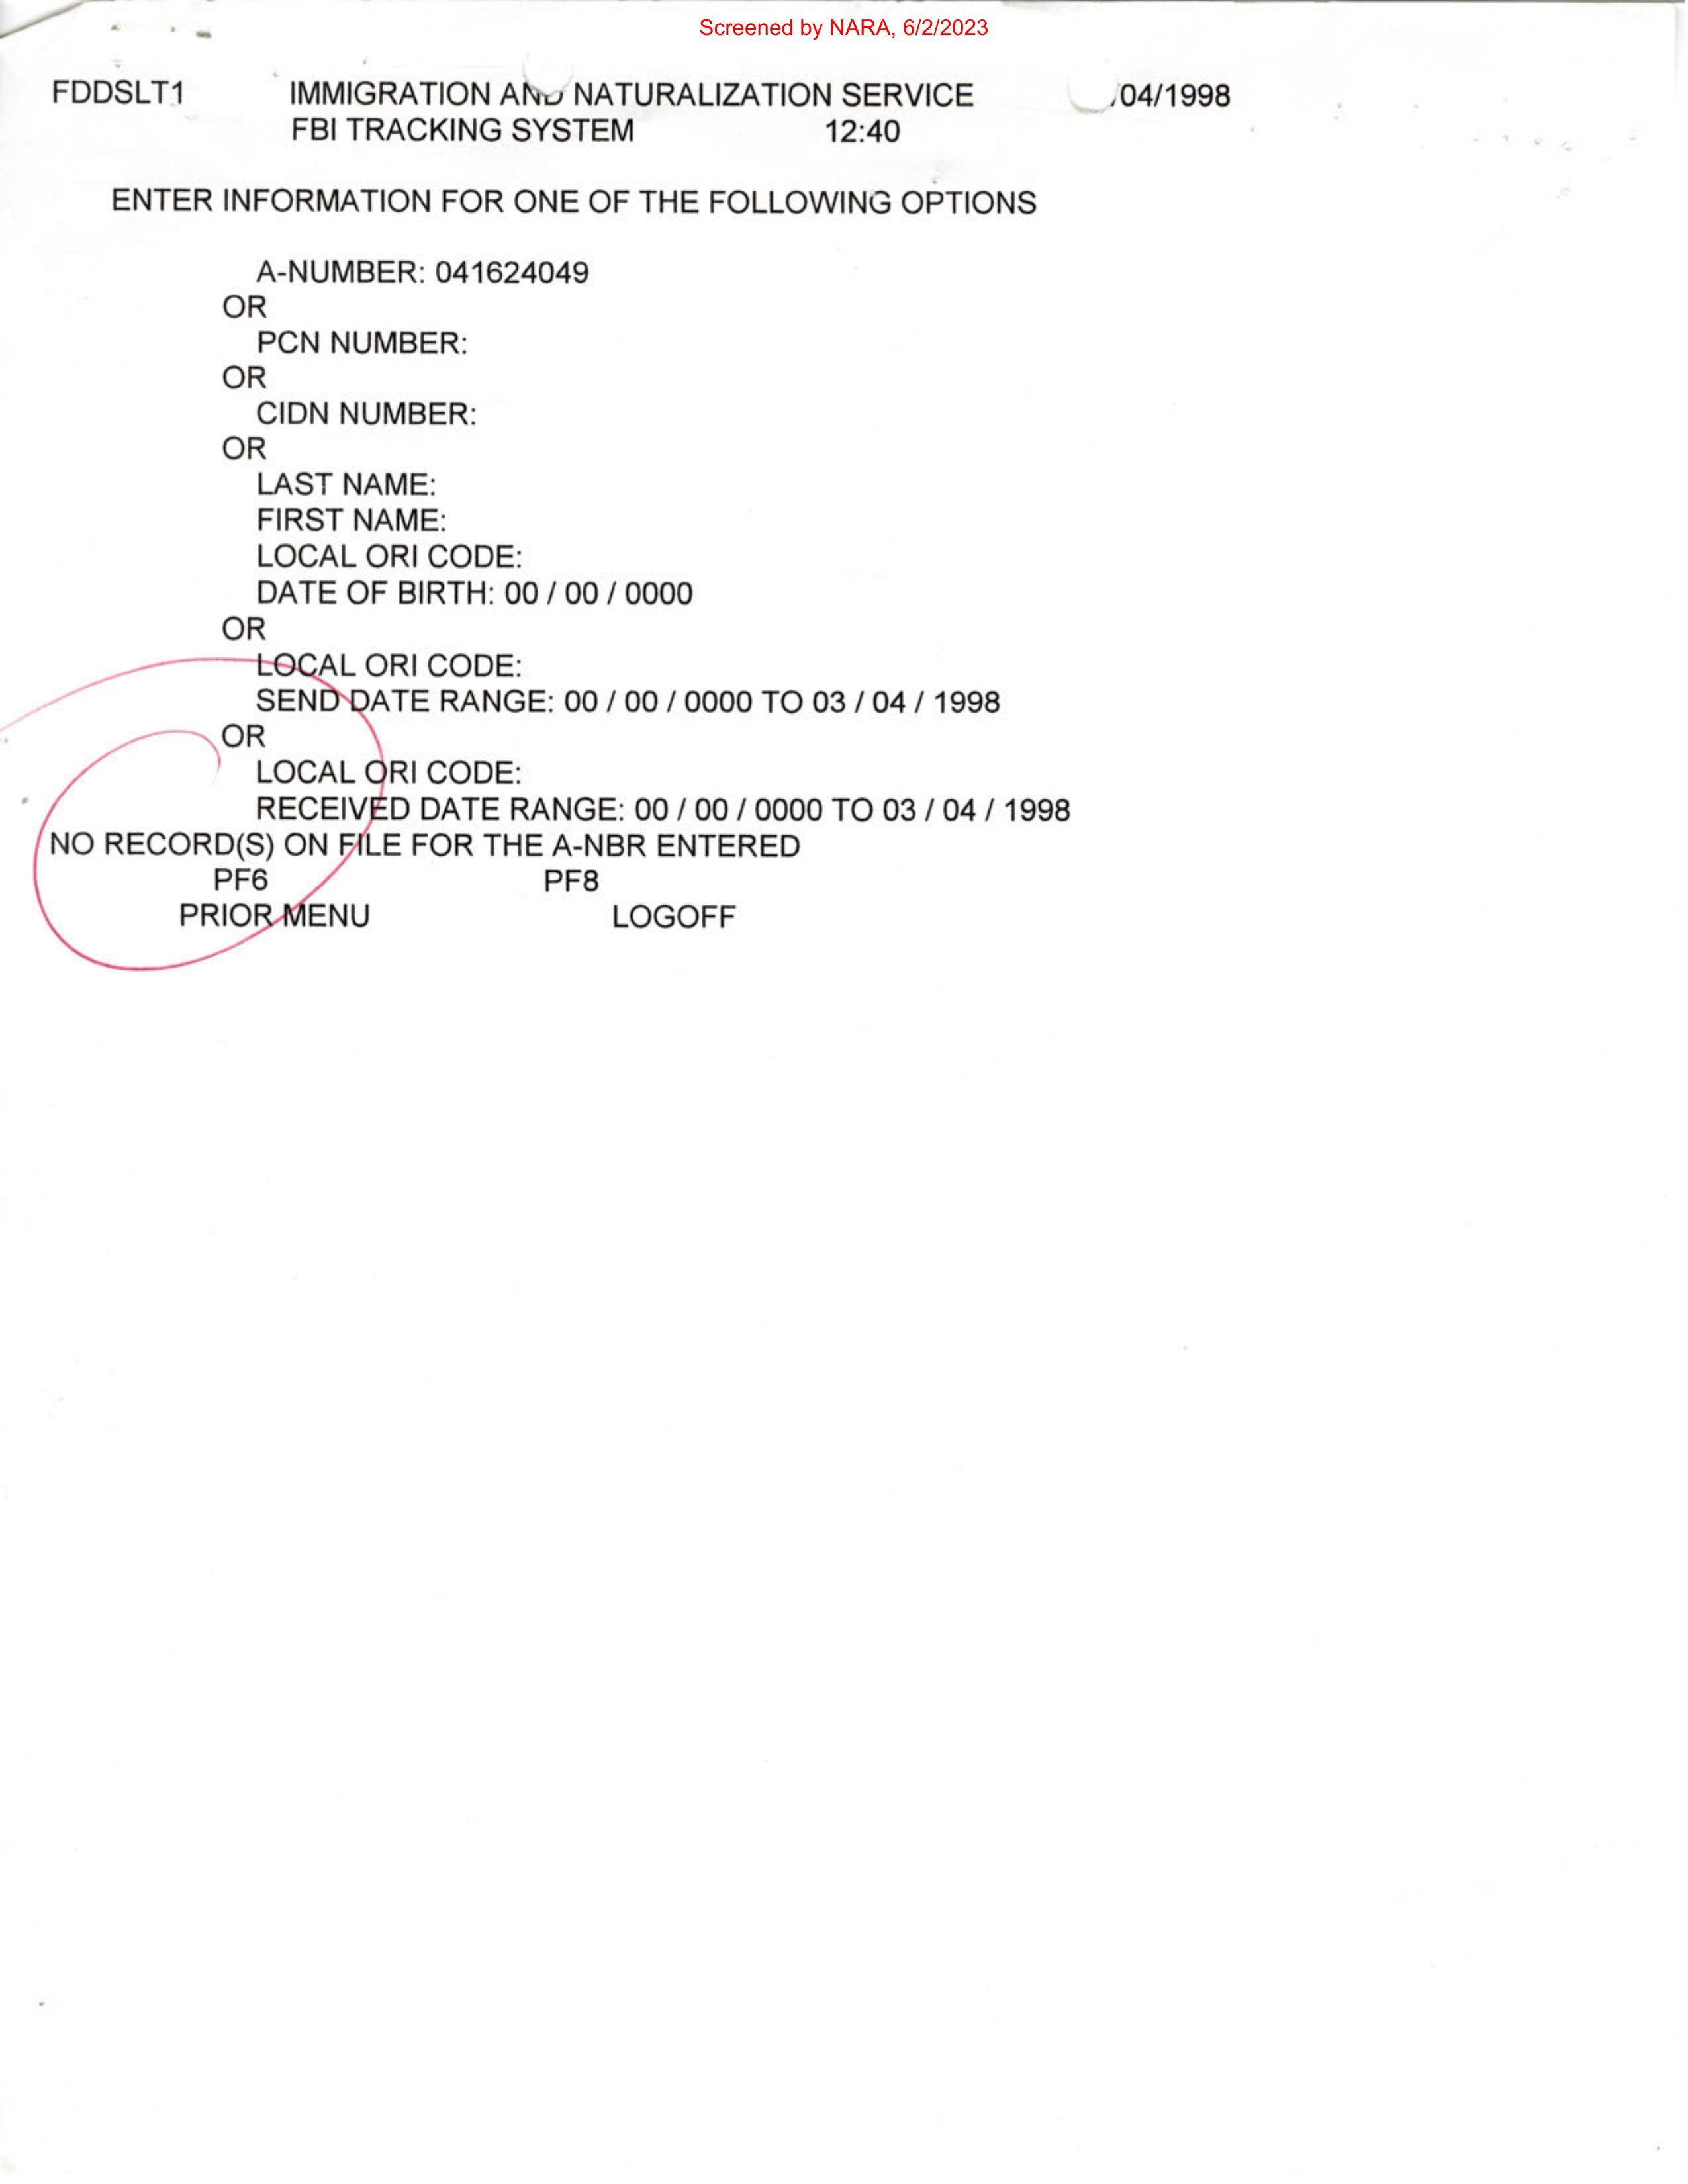 Screened by NARA, 6/2/2023
FDDSLT1 IMMIGRATION AND NATURALIZATION SERVICE /04/1998
FBI TRACKING SYSTEM 12:40
ENTER INFORMATION FOR ONE OF THE FOLLOWING OPTIONS
A-NUMBER: 041624049
OR
PCN NUMBER:
OR
CIDN NUMBER:
OR
LAST NAME:
FIRST NAME:
LOCAL ORI CODE:
DATE OF BIRTH: 00 / 00 / 0000
OR
LOCAL ORI CODE:
SEND DATE RANGE: 00 / 00 / 0000 TO 03 / 04 / 1998
OR
LOCAL ORI CODE:
RECEIVED DATE RANGE: 00 / 00 / 0000 TO 03 / 04 / 1998
NO RECORD(S) ON FILE FOR THE A-NBR ENTERED
PF6 PF8
PRIOR MENU LOGOFF